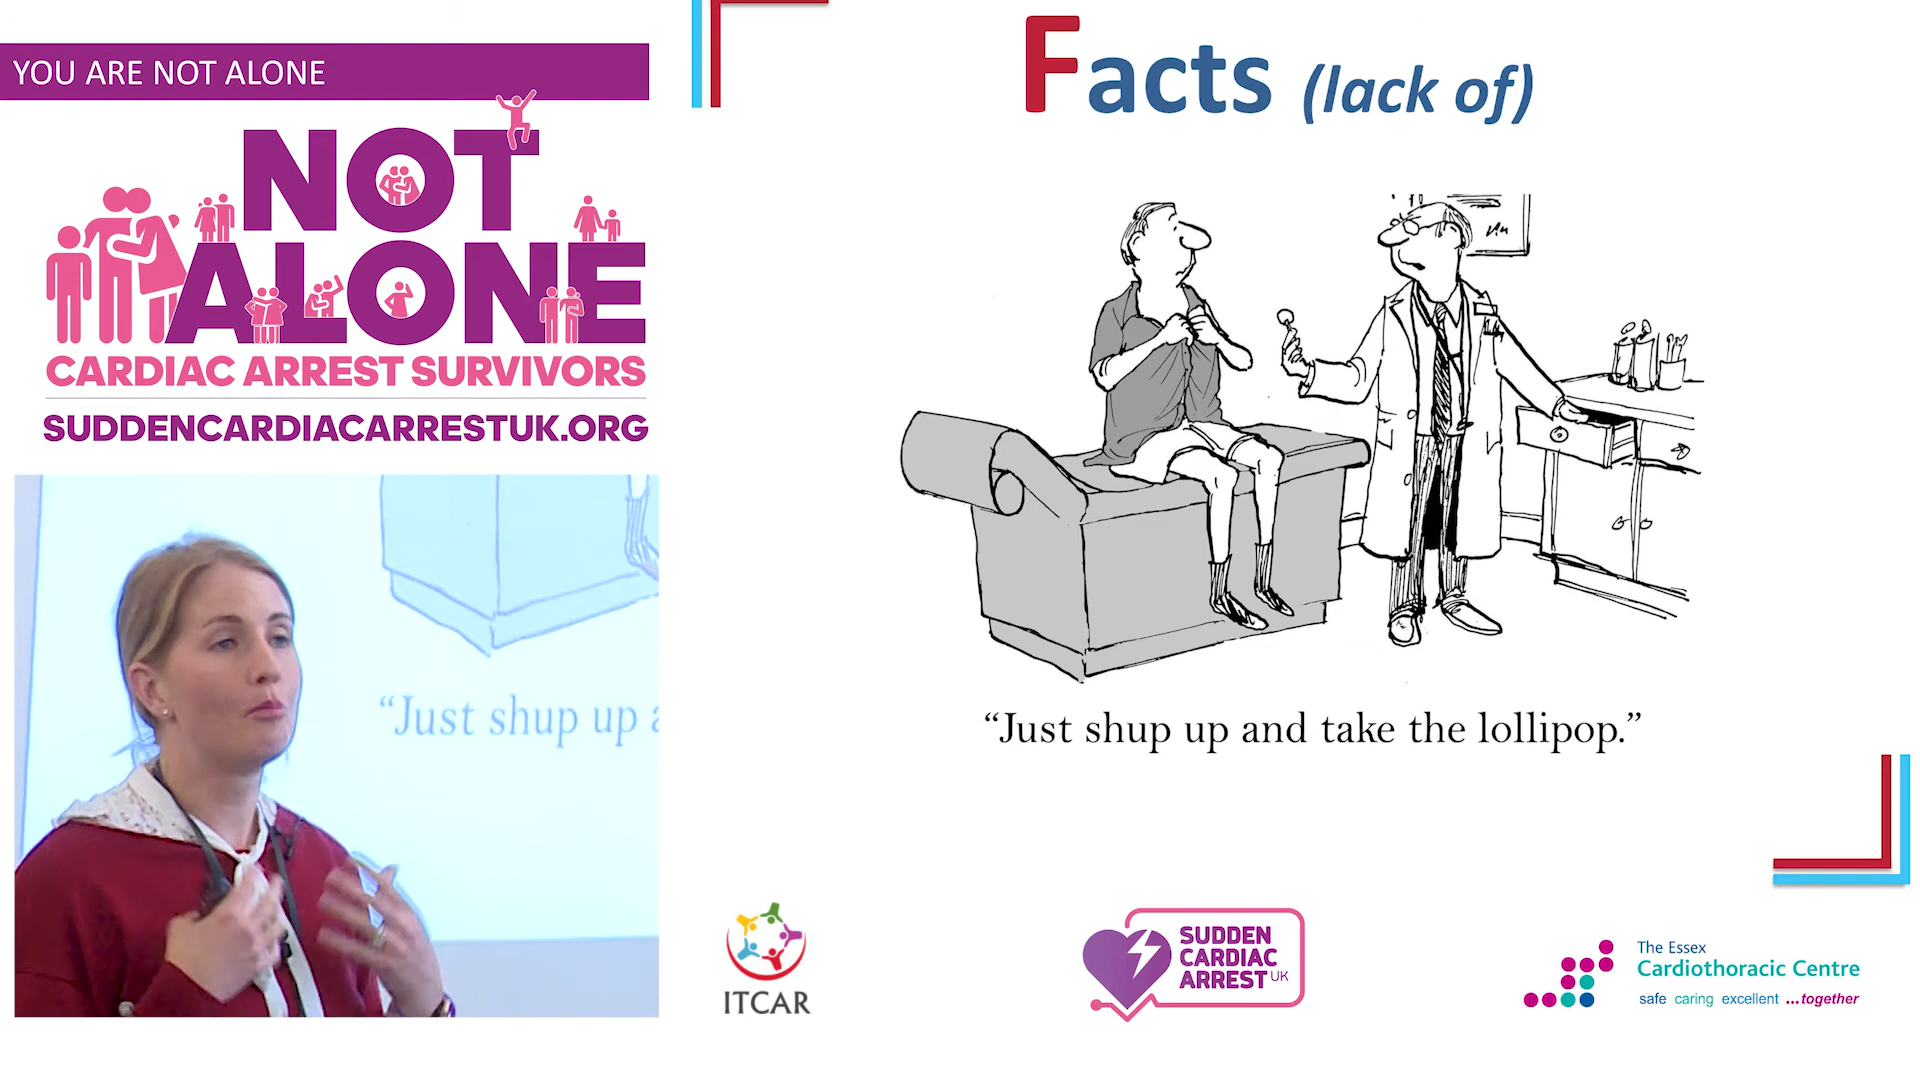 YOU ARE NOT ALONE
NOT
ALONE
CARDIAC ARREST SURVIVORS
SUDDENCARDIACARRESTUK.ORG
“Just shup up a
Facts (lack of)
“Just shup up and take the lollipop.”
ITCAR
SUDDEN
CARDIAC
ARREST UK
The Essex
Cardiothoracic Centre
safe caring excellent ...together